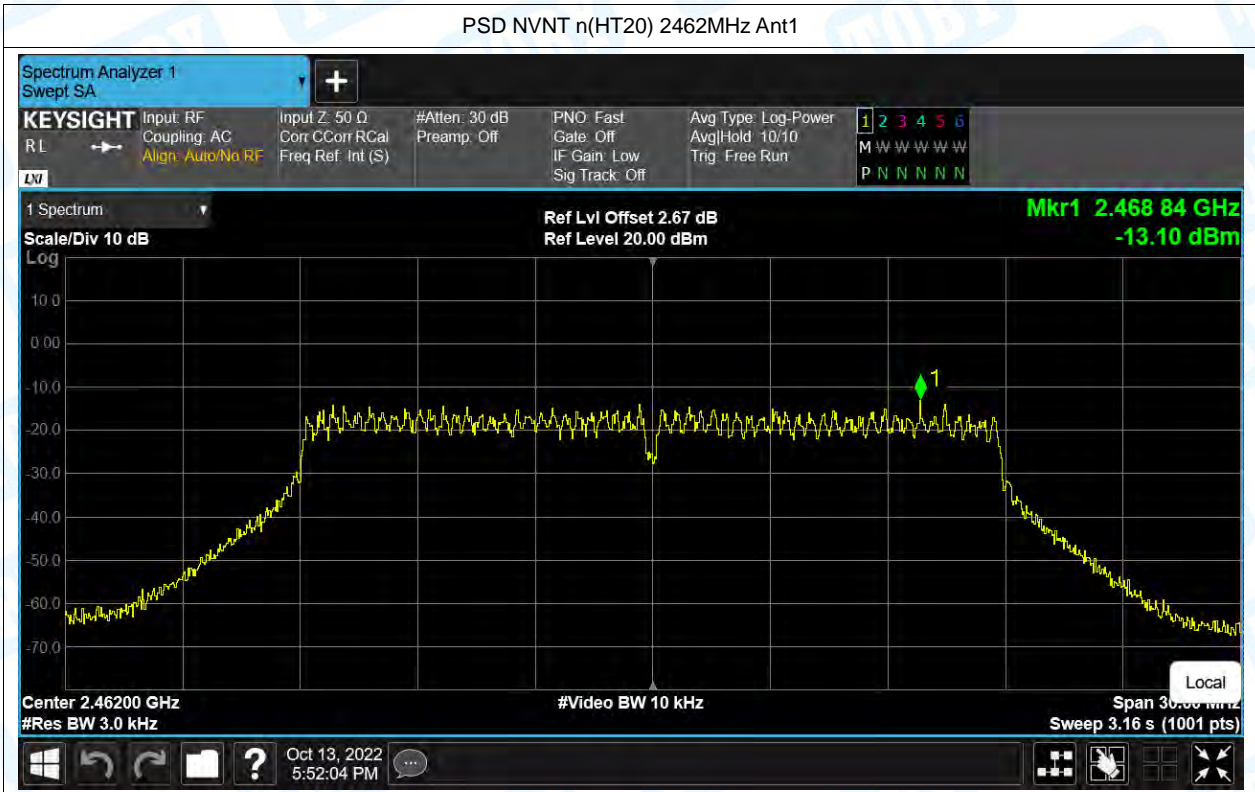 PSD NVNT n(HT20) 2462MHz Ant1
Spectrum Analyzer 1
Swept SA
+
KEYSIGHT
RL
LXI
Input: RF
Coupling: AC
Align: Auto/No RF
Input Z: 50 Ω
Corr CCorr RCal
Freq Ref: Int (S)
#Atten: 30 dB
Preamp: Off
PNO: Fast
Gate: Off
IF Gain: Low
Sig Track: Off
Avg Type: Log-Power
Avg|Hold: 10/10
Trig: Free Run
1 2 3 4 5 6
M W W W W W
P N N N N N
1 Spectrum
Scale/Div 10 dB
Ref Lvl Offset 2.67 dB
Ref Level 20.00 dBm
Mkr1 2.468 84 GHz
-13.10 dBm
Log
10.0
0.00
-10.0
1
-20.0
-30.0
-40.0
-50.0
-60.0
-70.0
Local
Center 2.46200 GHz
#Video BW 10 kHz
Span 30.00 MHz
#Res BW 3.0 kHz
Sweep 3.16 s (1001 pts)
?
Oct 13, 2022
5:52:04 PM